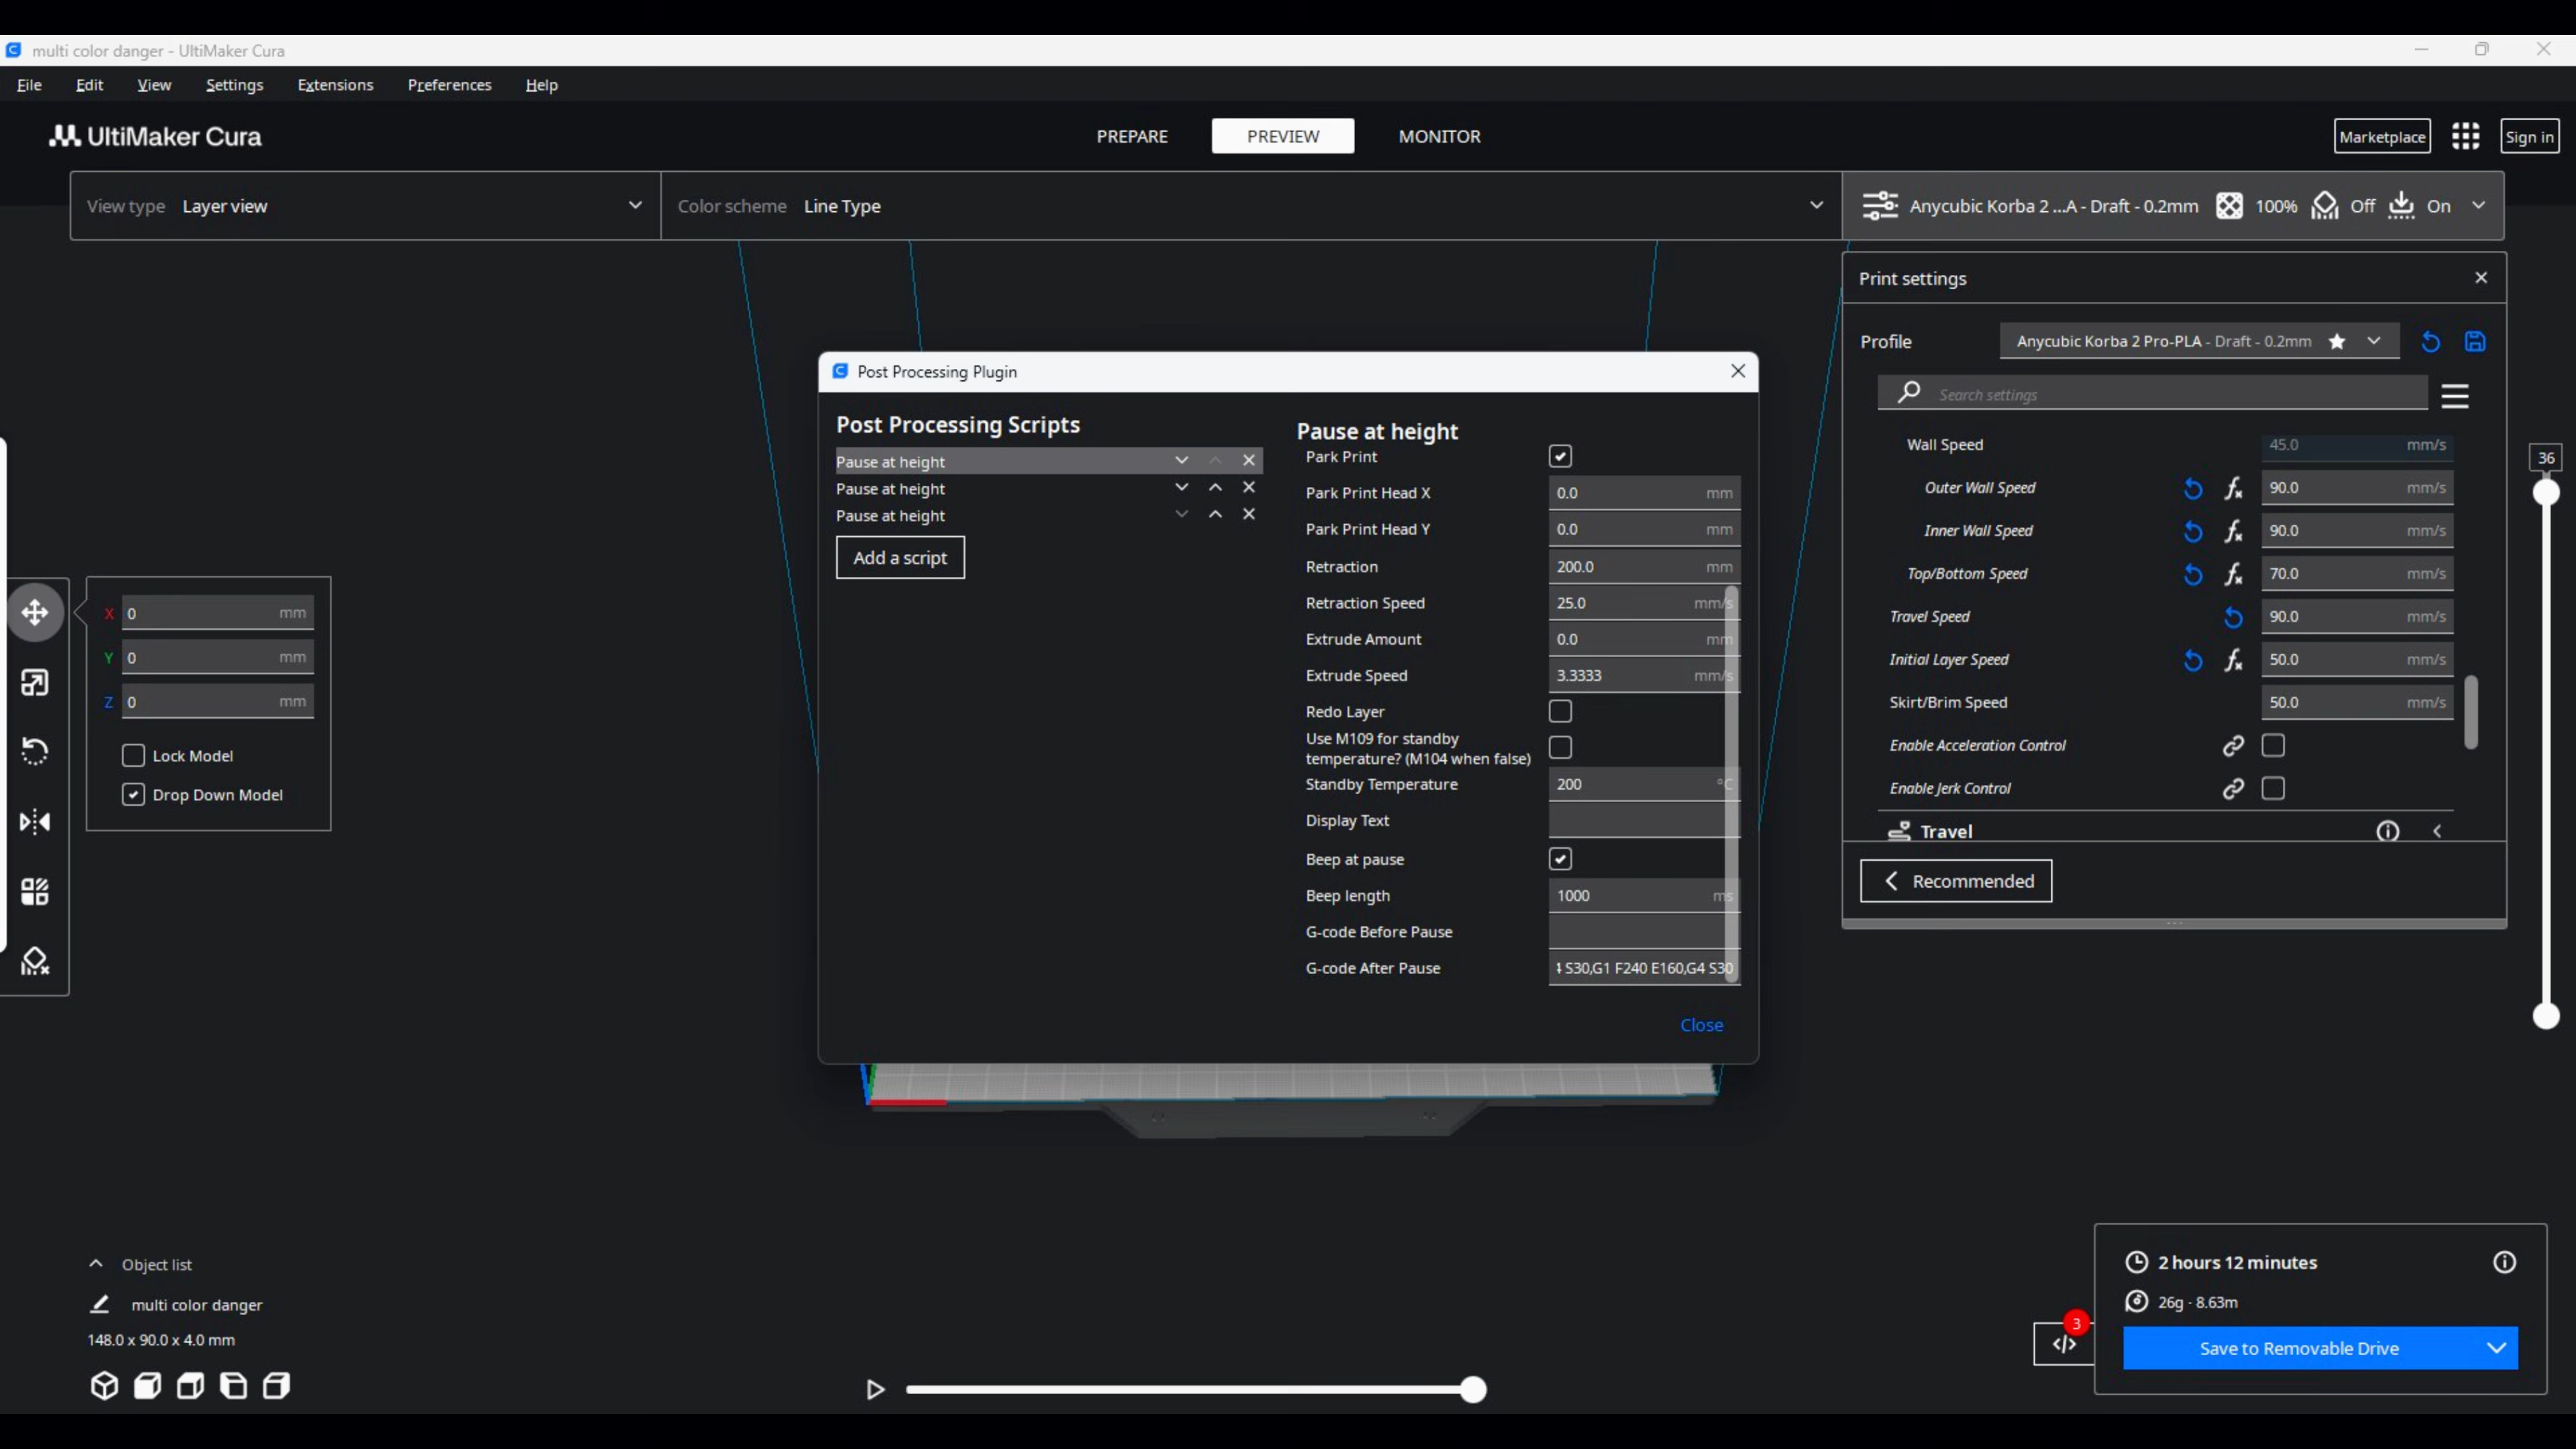 multi color danger - UltiMaker Cura
File Edit View Settings Extensions Preferences Help
UltiMaker Cura
PREPARE PREVIEW MONITOR
Marketplace Sign in
View type Layer view
Color scheme Line Type
Anycubic Korba 2 ...A - Draft - 0.2mm 100% Off On
Print settings
Profile Anycubic Korba 2 Pro-PLA - Draft - 0.2mm
Search settings
Wall Speed 45.0 mm/s
Outer Wall Speed 90.0 mm/s
Inner Wall Speed 90.0 mm/s
Top/Bottom Speed 70.0 mm/s
Travel Speed 90.0 mm/s
Initial Layer Speed 50.0 mm/s
Skirt/Brim Speed 50.0 mm/s
Enable Acceleration Control
Enable Jerk Control
Travel
Recommended
36
Post Processing Plugin
Post Processing Scripts
Pause at height
Pause at height
Pause at height
Add a script
Pause at height
Park Print
Park Print Head X 0.0 mm
Park Print Head Y 0.0 mm
Retraction 200.0 mm
Retraction Speed 25.0 mm/s
Extrude Amount 0.0 mm
Extrude Speed 3.3333 mm/s
Redo Layer
Use M109 for standby
temperature? (M104 when false)
Standby Temperature 200 °C
Display Text
Beep at pause
Beep length 1000 ms
G-code Before Pause
G-code After Pause S30,G1 F240 E160,G4 S30
Close
X 0 mm
Y 0 mm
Z 0 mm
Lock Model
Drop Down Model
Object list
multi color danger
148.0 x 90.0 x 4.0 mm
3
2 hours 12 minutes
26g · 8.63m
Save to Removable Drive